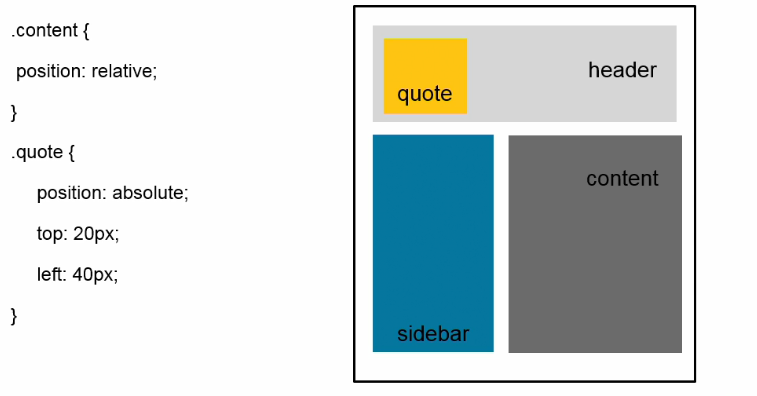 .content {
position: relative;
}
.quote {
position: absolute;
top: 20px;
left: 40px;
}
header
quote
content
sidebar